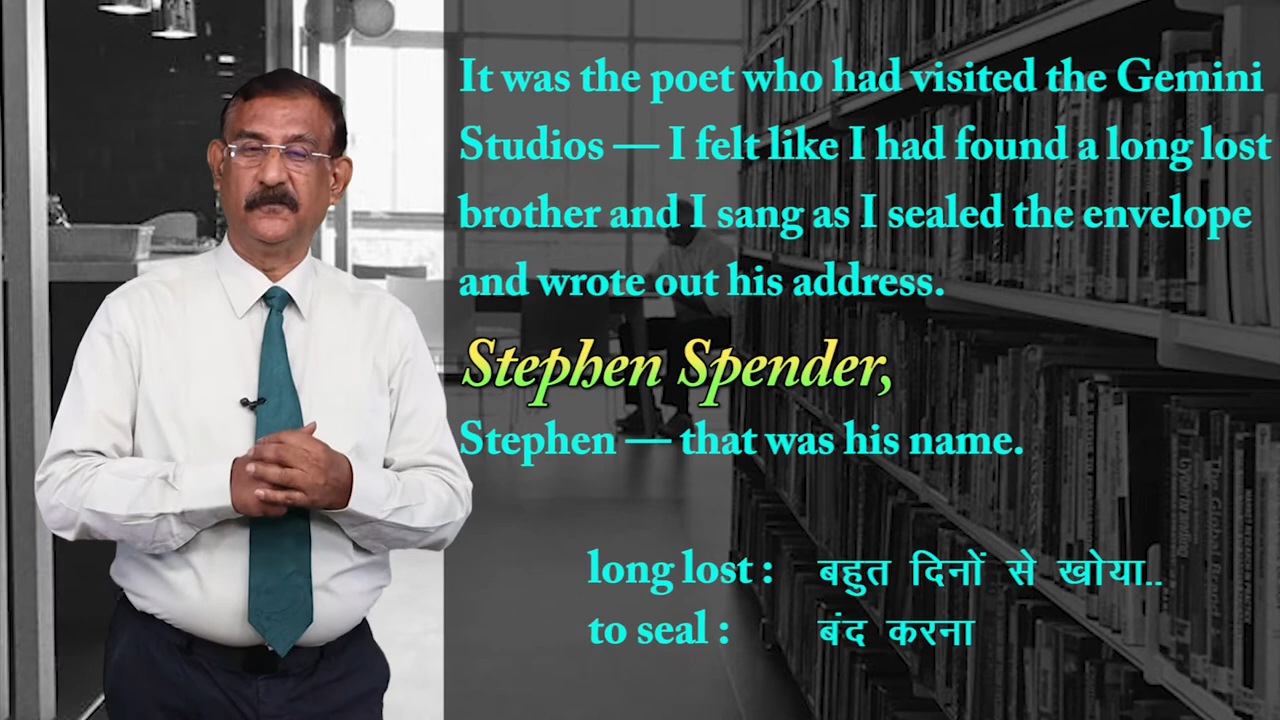 It was the poet who had visited the Gemini
Studios — I felt like I had found a long lost
brother and I sang as I sealed the envelope
and wrote out his address.
Stephen Spender,
Stephen — that was his name.
long lost : बहुत दिनों से खोया..
to seal : बंद करना